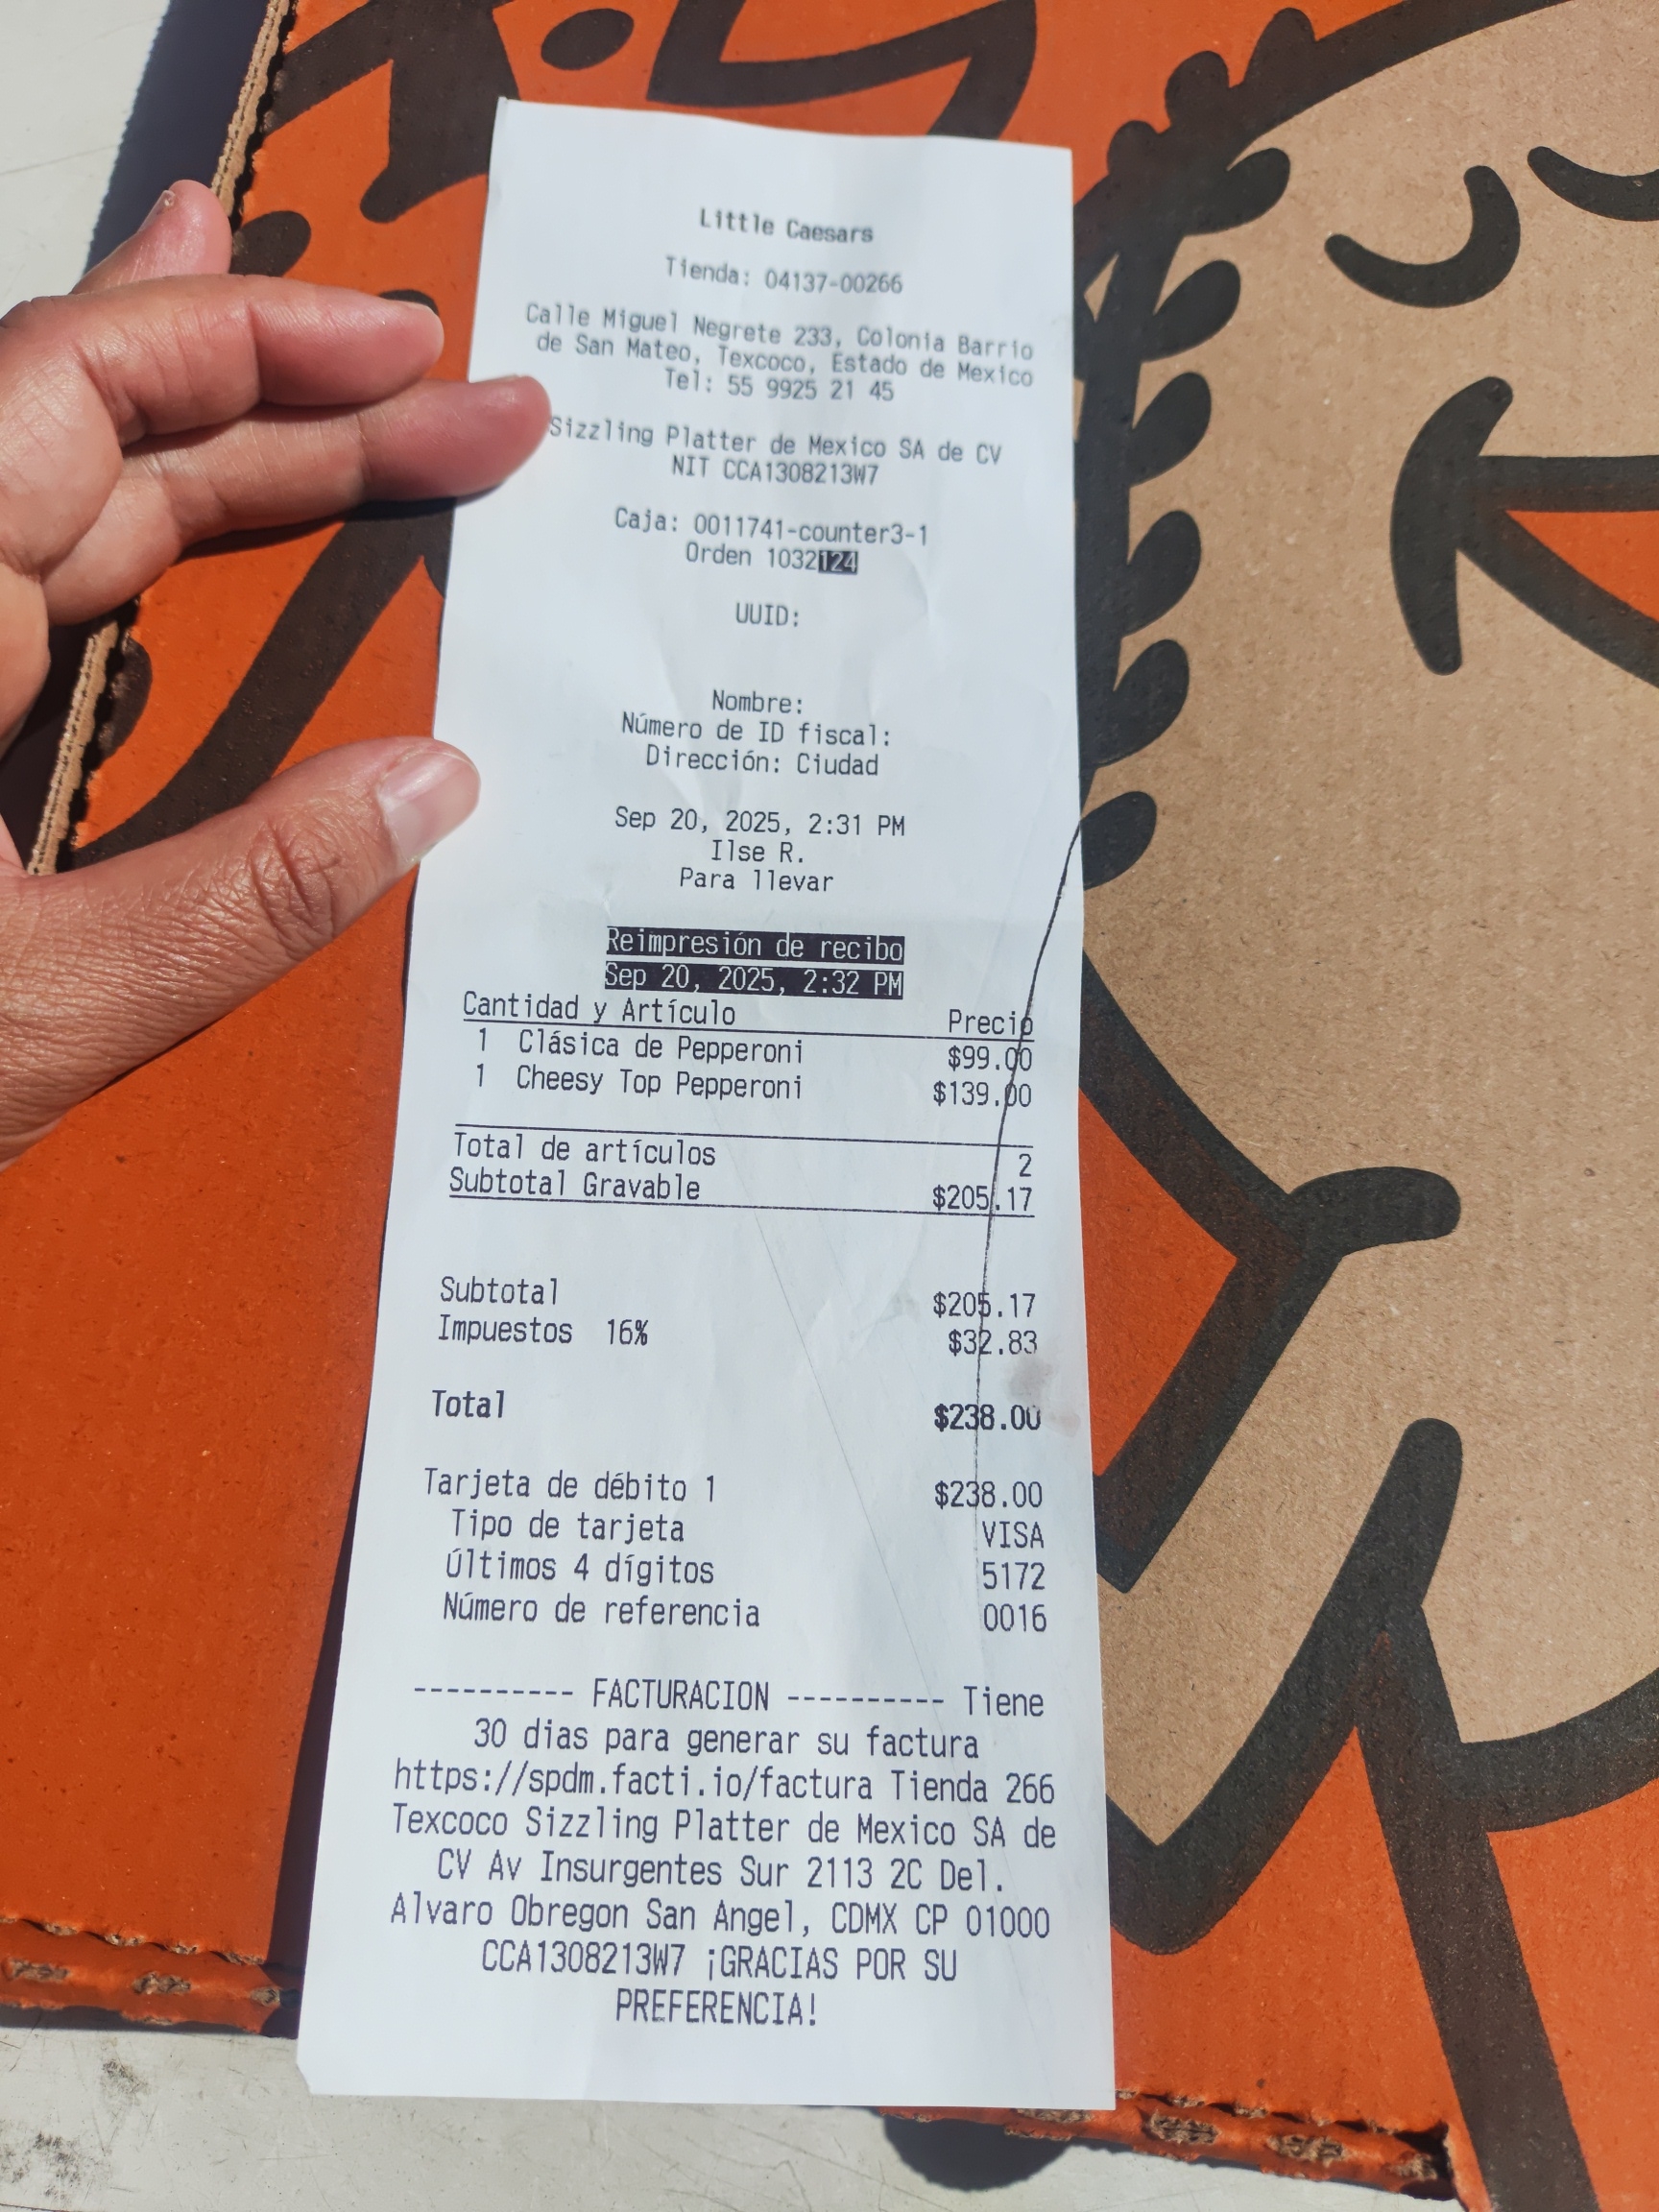 Little Caesars
Tienda: 04137-00266
Calle Miguel Negrete 233, Colonia Barrio
de San Mateo, Texcoco, Estado de Mexico
Tel: 55 9925 21 45
Sizzling Platter de Mexico SA de CV
NIT CCA1308213W7
Caja: 0011741-counter3-1
Orden 1032124
UUID:
Nombre:
Número de ID fiscal:
Dirección: Ciudad
Sep 20, 2025, 2:31 PM
Ilse R.
Para llevar
Reimpresión de recibo
Sep 20, 2025, 2:32 PM
Cantidad y Artículo Precio
1 Clásica de Pepperoni $99.00
1 Cheesy Top Pepperoni $139.00
Total de artículos 2
Subtotal Gravable $205.17
Subtotal $205.17
Impuestos 16% $32.83
Total $238.00
Tarjeta de débito 1 $238.00
Tipo de tarjeta VISA
Últimos 4 dígitos 5172
Número de referencia 0016
---------- FACTURACION ---------- Tiene
30 dias para generar su factura
https://spdm.facti.io/factura Tienda 266
Texcoco Sizzling Platter de Mexico SA de
CV Av Insurgentes Sur 2113 2C Del.
Alvaro Obregon San Angel, CDMX CP 01000
CCA1308213W7 ¡GRACIAS POR SU
PREFERENCIA!